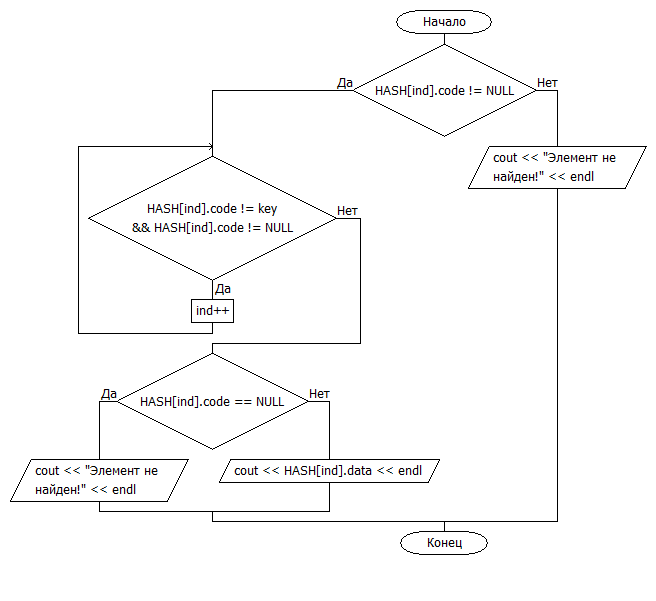 Начало
Да
Нет
HASH[ind].code != NULL
cout << "Элемент не
найден!" << endl
HASH[ind].code != key
&& HASH[ind].code != NULL
Нет
Да
ind++
Да
Нет
HASH[ind].code == NULL
cout << "Элемент не
найден!" << endl
cout << HASH[ind].data << endl
Конец